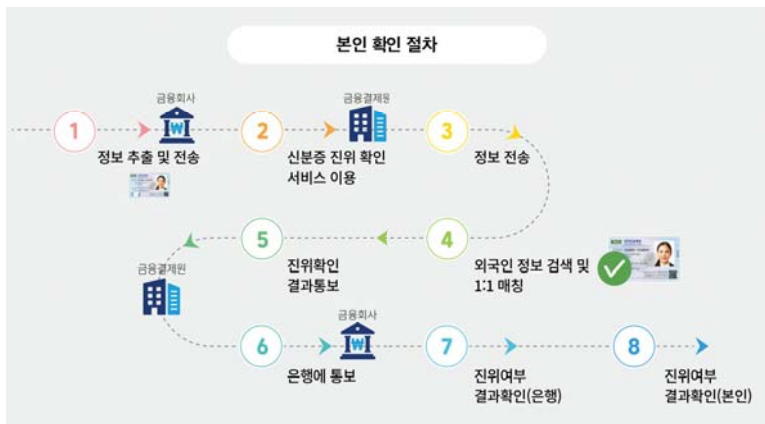 본인 확인 절차
금융회사
금융결제원
1
2
3
정보 추출 및 전송
신분증 진위 확인
서비스 이용
정보 전송
5
4
진위확인
결과통보
외국인 정보 검색 및
1:1 매칭
금융결제원
금융회사
6
7
8
은행에 통보
진위여부
결과확인(은행)
진위여부
결과확인(본인)